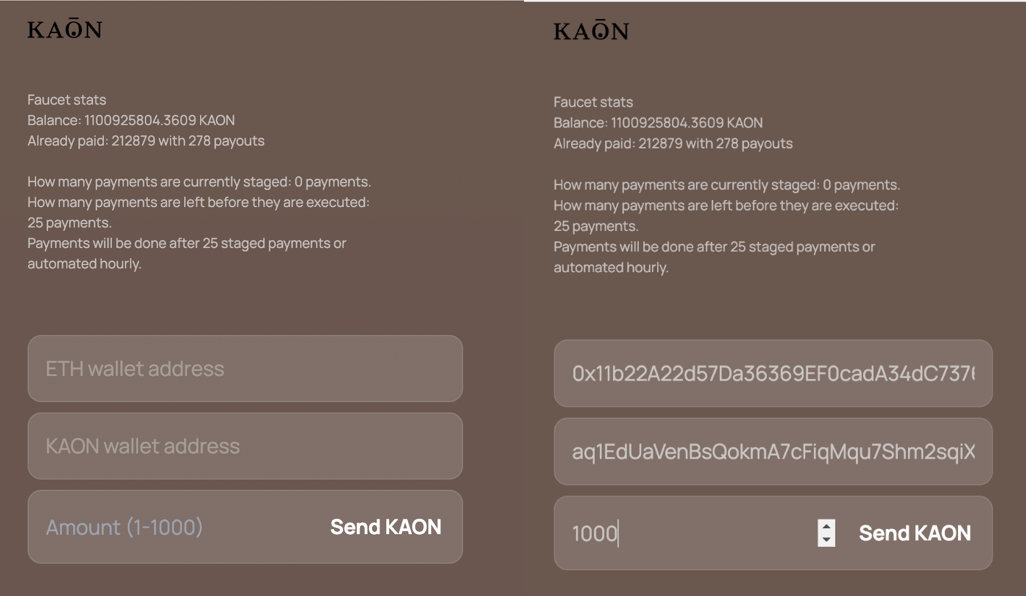 KAŌN
Faucet stats
Balance: 1100925804.3609 KAON
Already paid: 212879 with 278 payouts
How many payments are currently staged: 0 payments.
How many payments are left before they are executed:
25 payments.
Payments will be done after 25 staged payments or
automated hourly.
ETH wallet address
KAON wallet address
Amount (1-1000)
Send KAON
KAŌN
Faucet stats
Balance: 1100925804.3609 KAON
Already paid: 212879 with 278 payouts
How many payments are currently staged: 0 payments.
How many payments are left before they are executed:
25 payments.
Payments will be done after 25 staged payments or
automated hourly.
0x11b22A22d57Da36369EF0cadA34dC7376
aq1EdUaVenBsQokmA7cFiqMqu7Shm2sqiX
1000
Send KAON